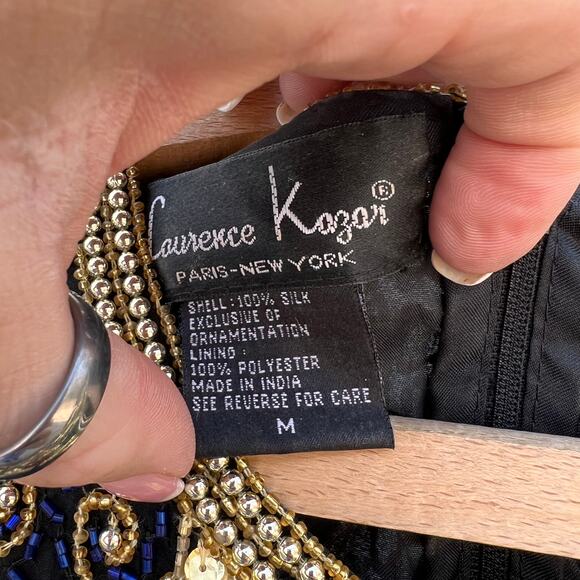 Laurence Kazar®
PARIS-NEW YORK
SHELL: 100% SILK
EXCLUSIVE OF
ORNAMENTATION
LINING :
100% POLYESTER
MADE IN INDIA
SEE REVERSE FOR CARE
M